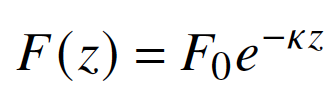 F(z) = F₀e^{−κz}